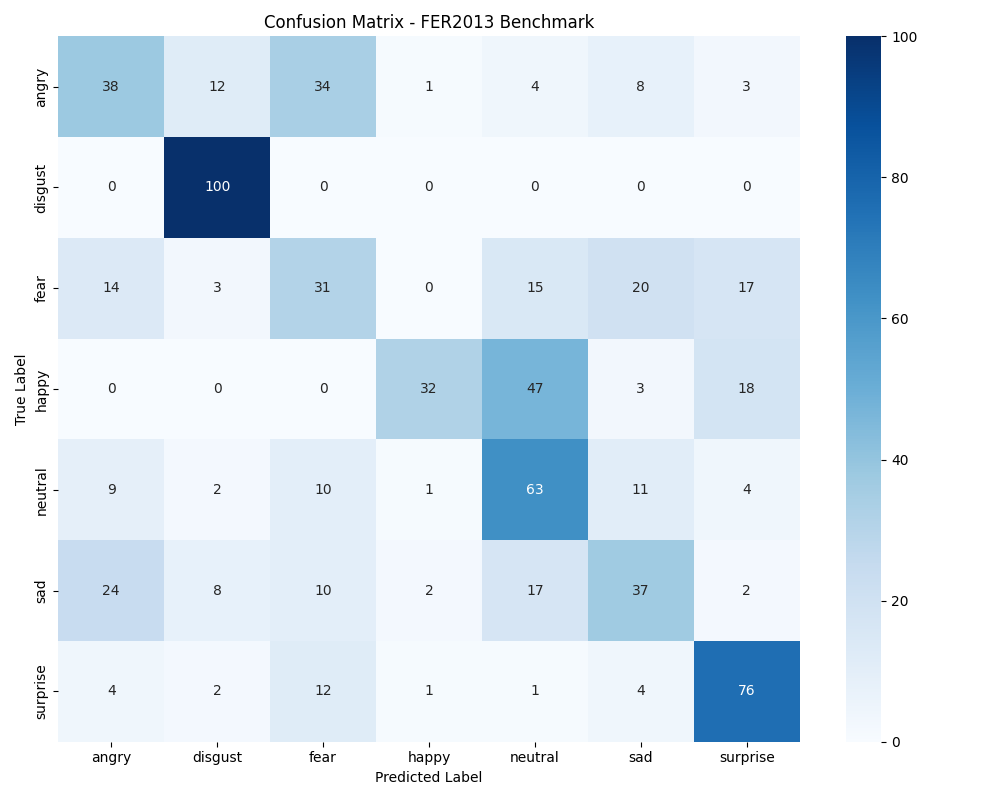 Confusion Matrix - FER2013 Benchmark
True Label
angry 38 12 34 1 4 8 3
disgust 0 100 0 0 0 0 0
fear 14 3 31 0 15 20 17
happy 0 0 0 32 47 3 18
neutral 9 2 10 1 63 11 4
sad 24 8 10 2 17 37 2
surprise 4 2 12 1 1 4 76
angry disgust fear happy neutral sad surprise
Predicted Label
100
80
60
40
20
0